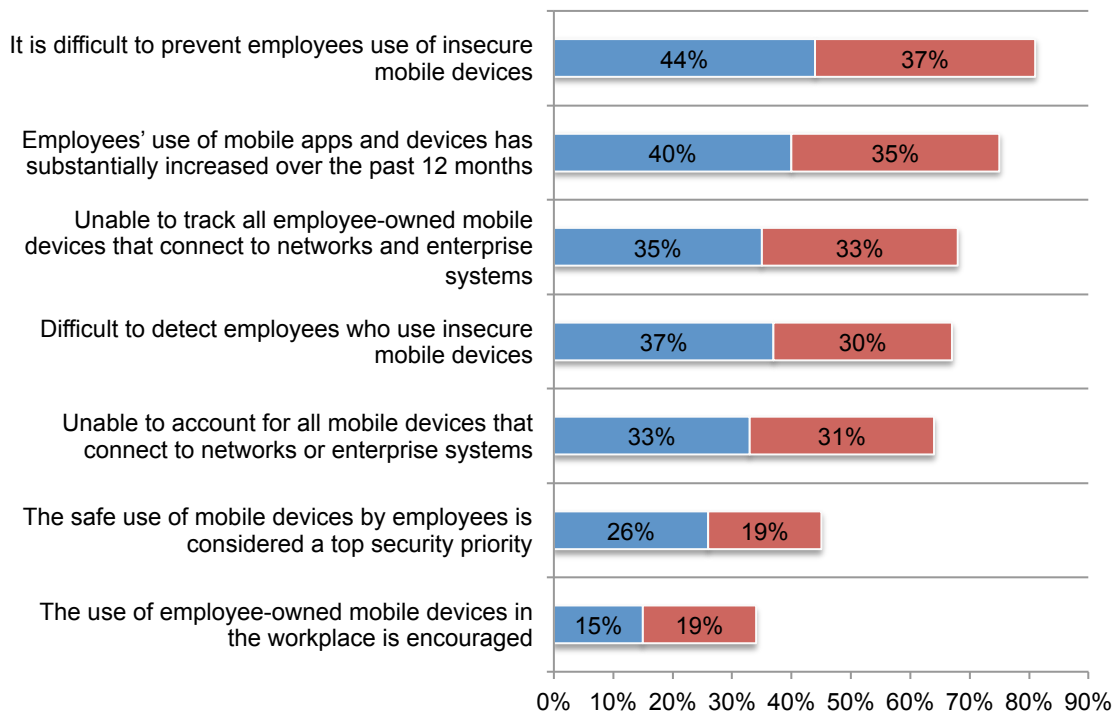 It is difficult to prevent employees use of insecure
mobile devices
44% 37%
Employees’ use of mobile apps and devices has
substantially increased over the past 12 months
40% 35%
Unable to track all employee-owned mobile
devices that connect to networks and enterprise
systems
35% 33%
Difficult to detect employees who use insecure
mobile devices
37% 30%
Unable to account for all mobile devices that
connect to networks or enterprise systems
33% 31%
The safe use of mobile devices by employees is
considered a top security priority
26% 19%
The use of employee-owned mobile devices in
the workplace is encouraged
15% 19%
0% 10% 20% 30% 40% 50% 60% 70% 80% 90%